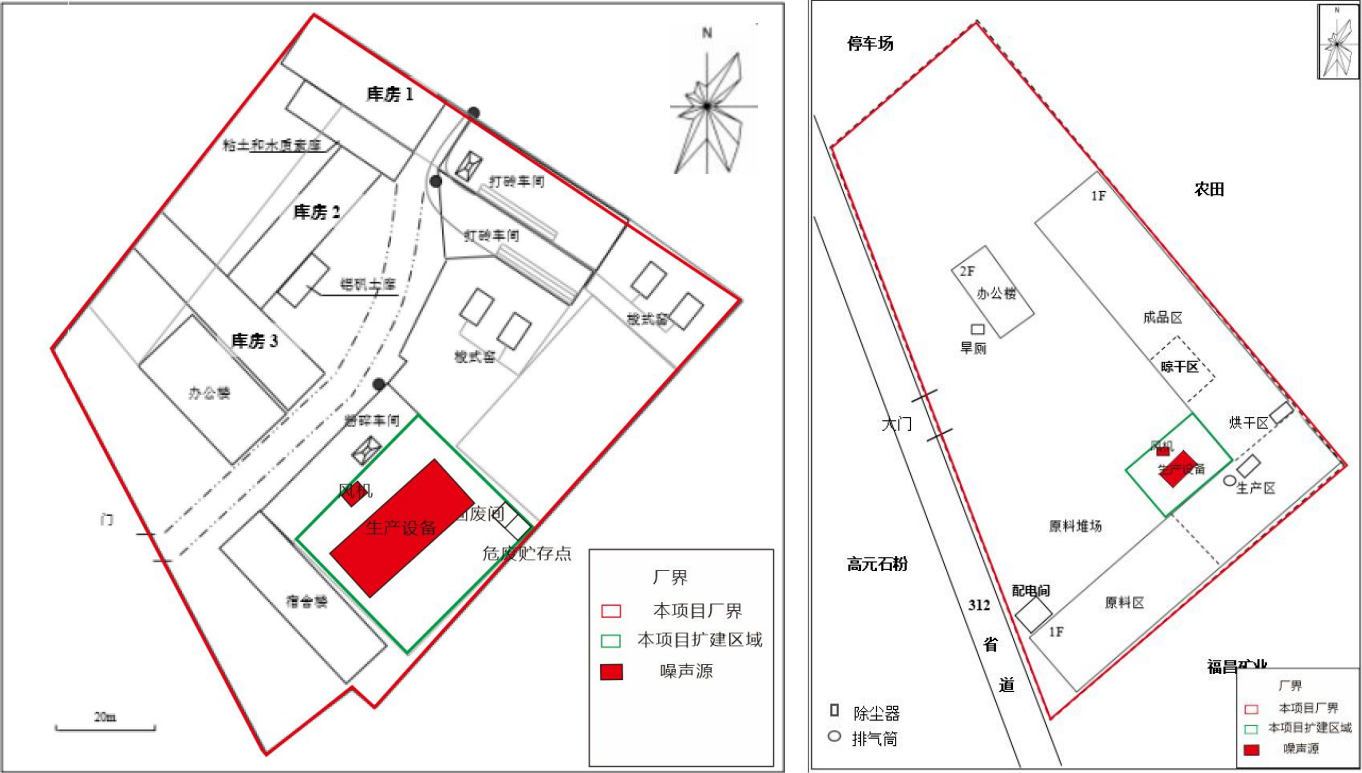 N
库房 1
粘土和水质素库
打砖车间
库房 2
打砖车间
铝矾土库
梭式窑
库房 3
梭式窑
办公楼
粉碎车间
风机
门
生产设备
固废间
危废贮存点
宿舍楼
20m
厂界
本项目厂界
本项目扩建区域
噪声源
停车场
N
农田
1F
2F
办公楼
旱厕
成品区
晾干区
大门
烘干区
风机
生产设备
生产区
原料堆场
高元石粉
配电间
312
省
道
原料区
1F
福昌矿业
除尘器
排气筒
厂界
本项目厂界
本项目扩建区域
噪声源